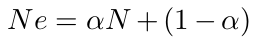 Ne = αN + (1 − α)